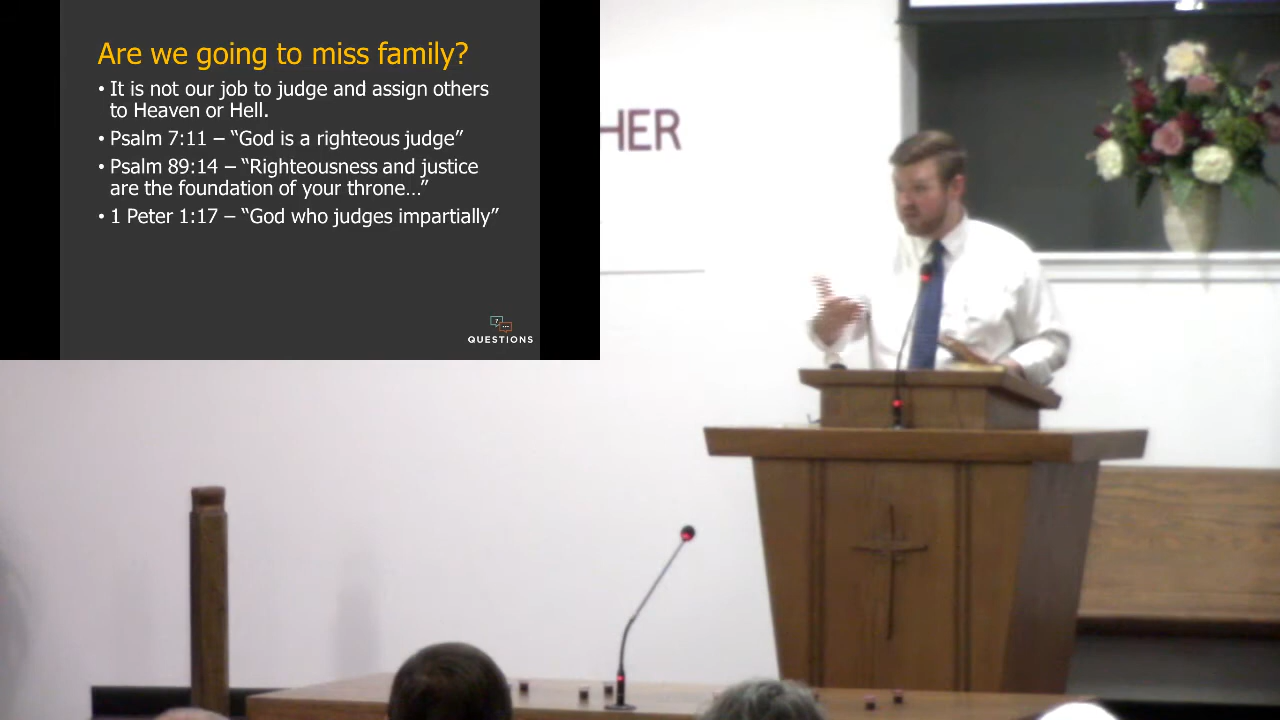 Are we going to miss family?
• It is not our job to judge and assign others
to Heaven or Hell.
• Psalm 7:11 – “God is a righteous judge”
• Psalm 89:14 – “Righteousness and justice
are the foundation of your throne…”
• 1 Peter 1:17 – “God who judges impartially”
QUESTIONS
HER